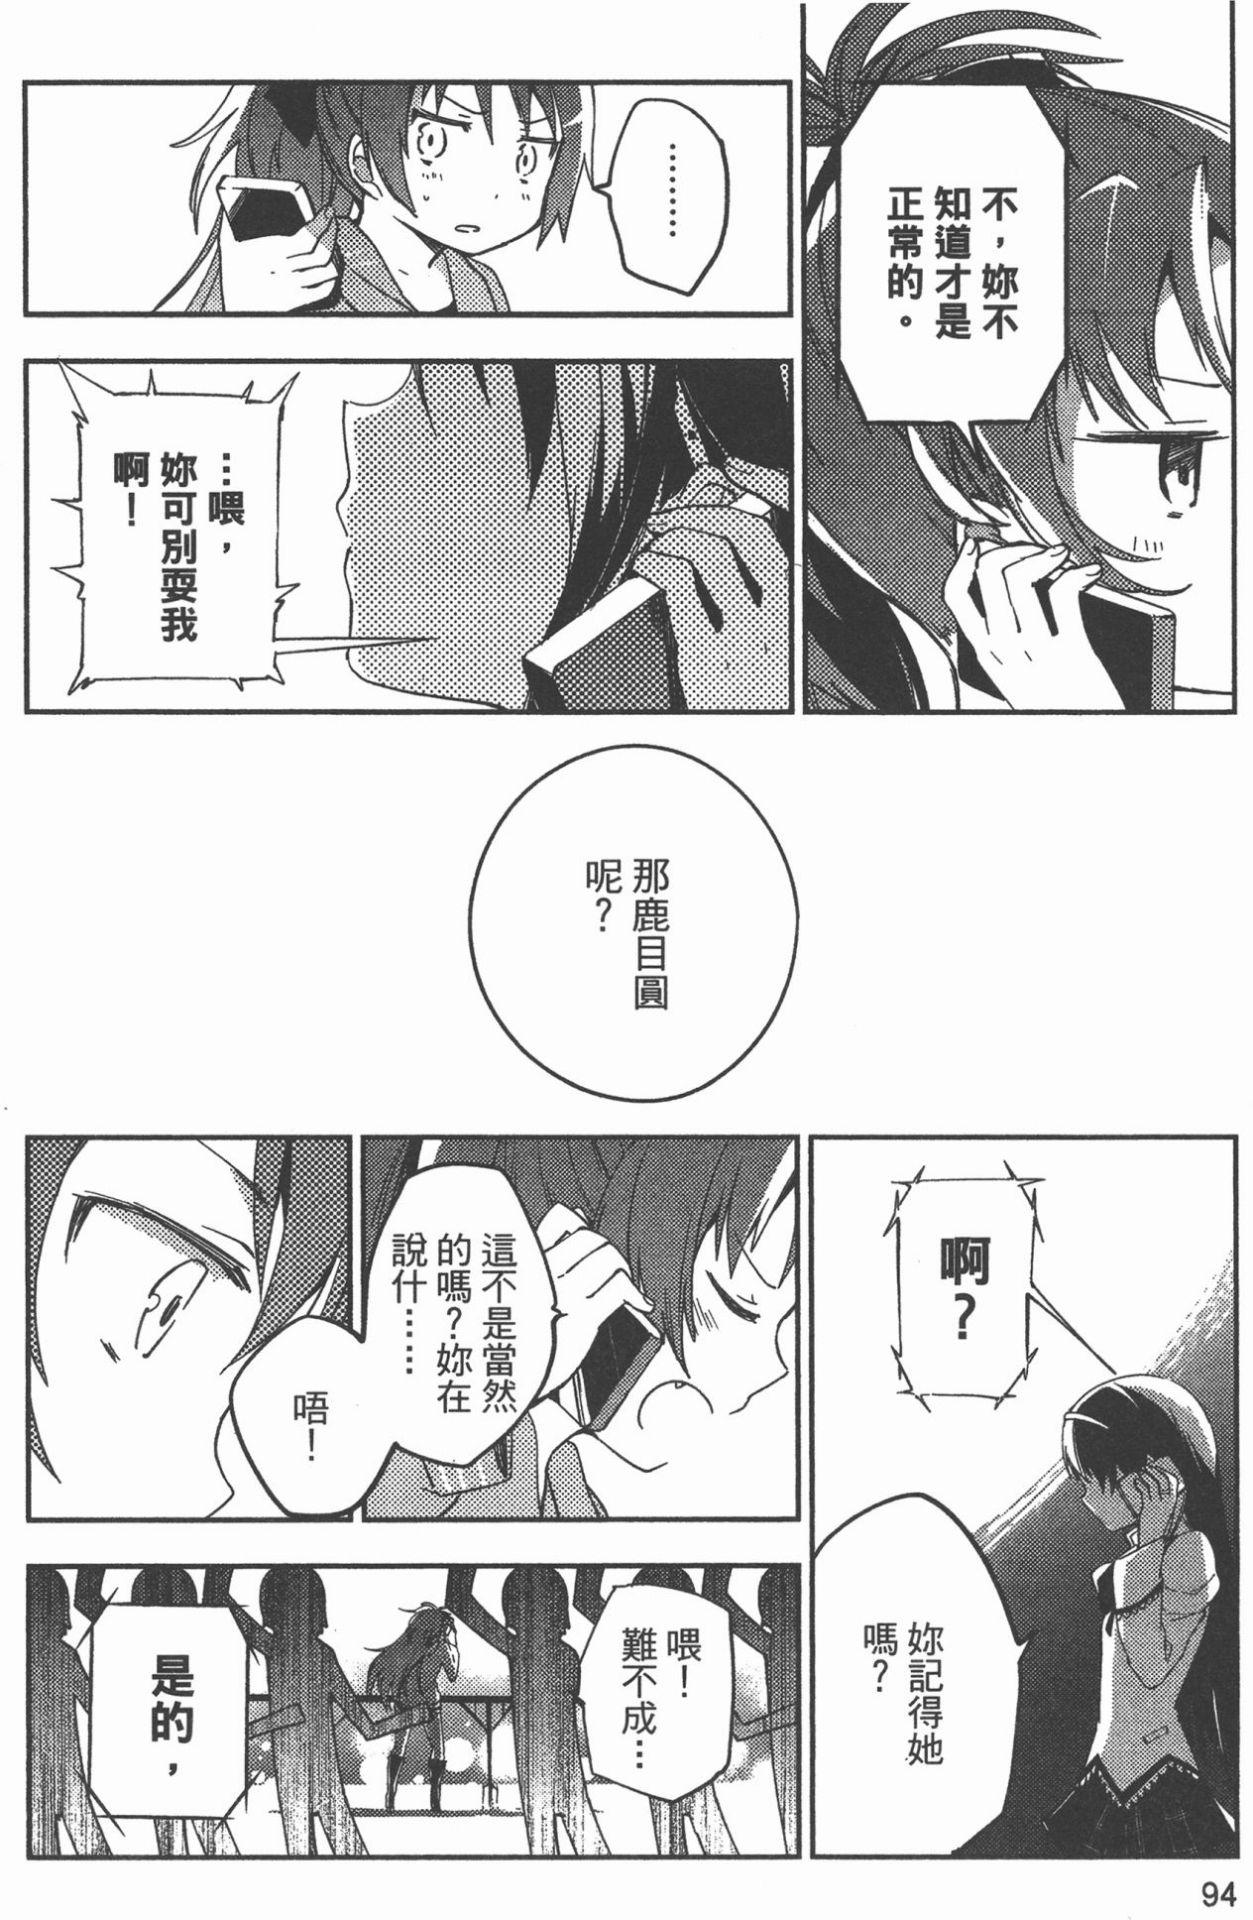 不，妳不
知道才是
正常的。
………
…喂，
妳可別耍我
啊！
那鹿目圓
呢？
啊？
妳記得她
嗎？
這不是當然
的嗎？妳在
說什……
唔！
喂！
難不成…
是的，
94